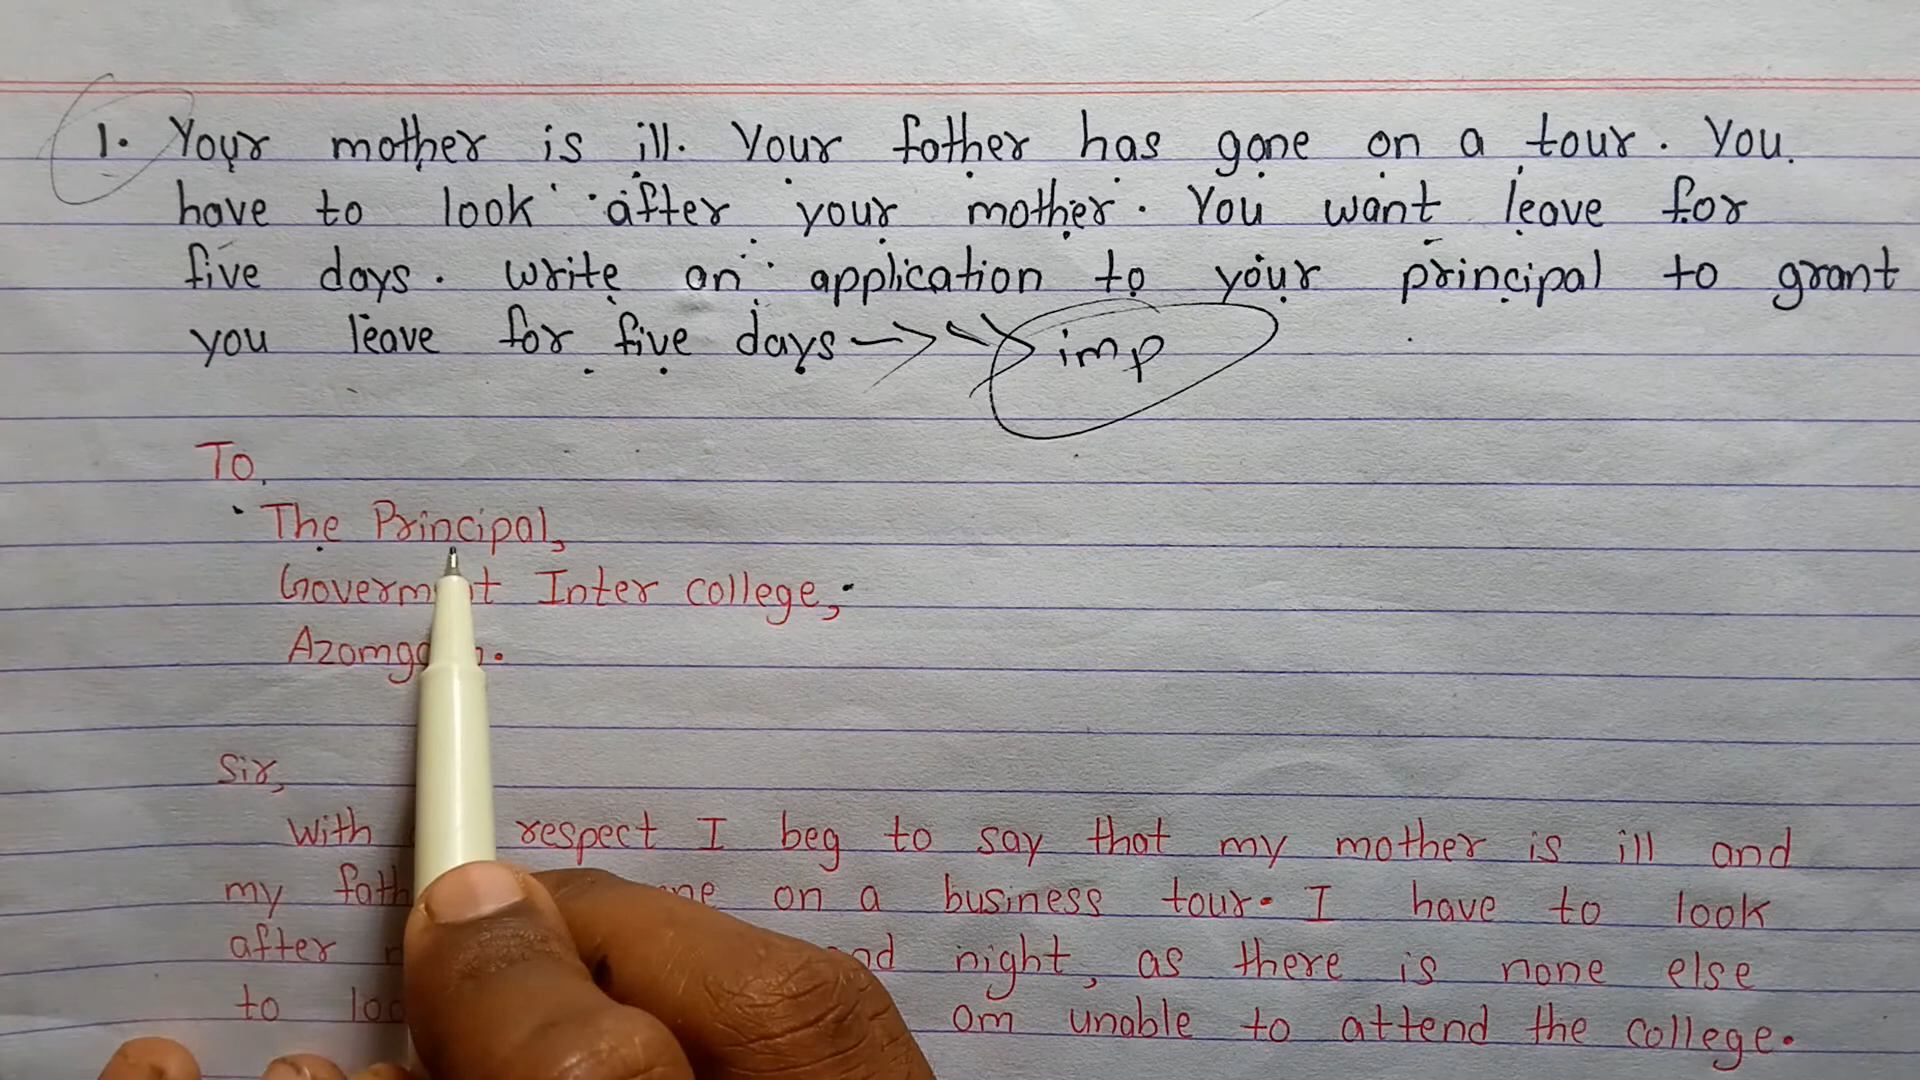 1. Your mother is ill. Your father has gone on a tour. You
have to look after your mother. You want leave for
five days. write an application to your principal to grant
you leave for five days → imp
To,
The Principal,
Inter college,
Sir,
With respect I beg to say that my mother is ill and
my on a business tour. I have to look
after night, as there is none else
to am unable to attend the college.